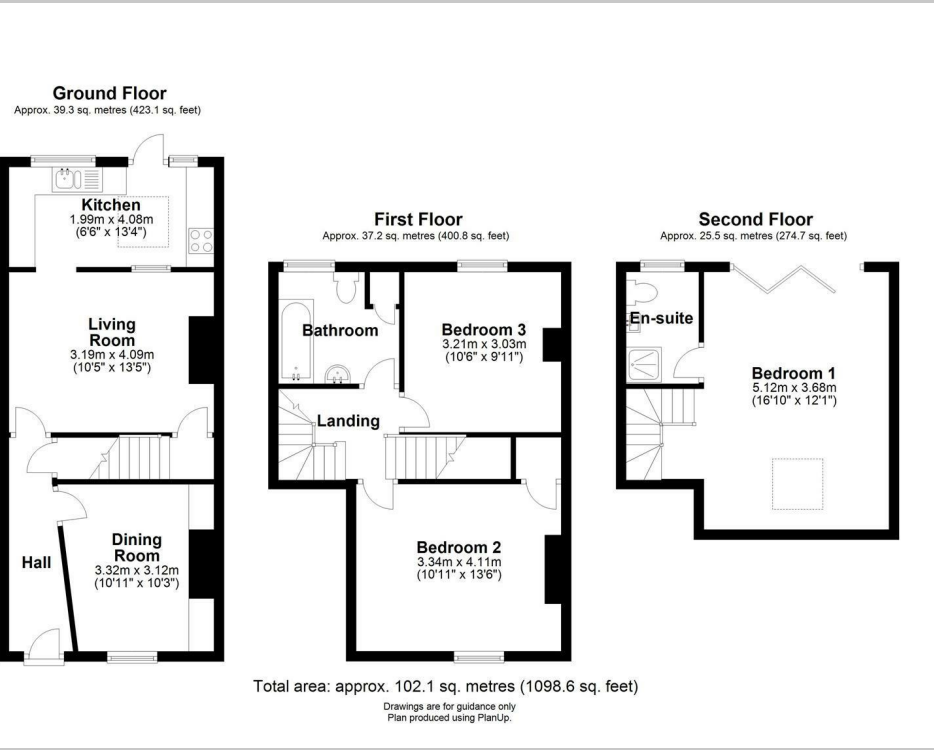 Ground Floor
Approx. 39.3 sq. metres (423.1 sq. feet)
Kitchen
1.99m x 4.08m
(6'6" x 13'4")
Living
Room
3.19m x 4.09m
(10'5" x 13'5")
Dining
Room
3.32m x 3.12m
(10'11" x 10'3")
Hall
First Floor
Approx. 37.2 sq. metres (400.8 sq. feet)
Bathroom
Bedroom 3
3.21m x 3.03m
(10'6" x 9'11")
Landing
Bedroom 2
3.34m x 4.11m
(10'11" x 13'6")
Second Floor
Approx. 25.5 sq. metres (274.7 sq. feet)
En-suite
Bedroom 1
5.12m x 3.68m
(16'10" x 12'1")
Total area: approx. 102.1 sq. metres (1098.6 sq. feet)
Drawings are for guidance only
Plan produced using PlanUp.